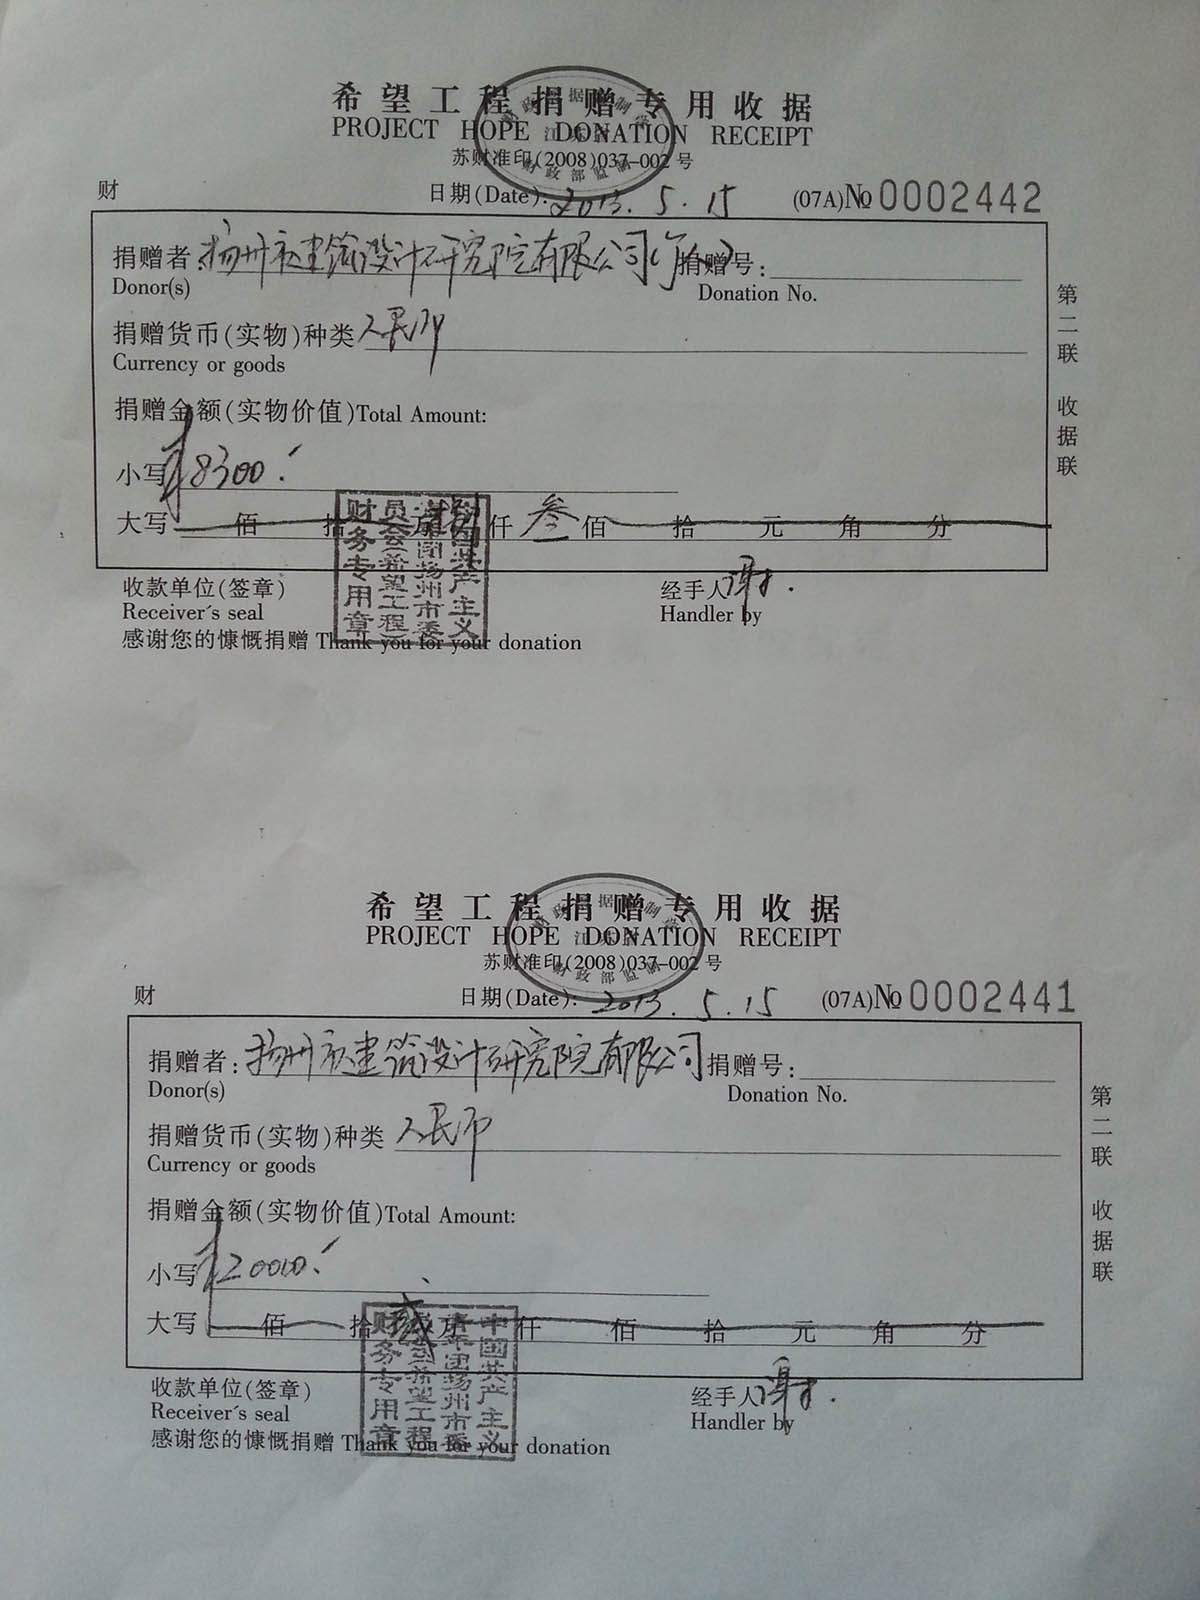 希望工程捐赠专用收据
PROJECT HOPE DONATION RECEIPT
苏财准印(2008)037-002号
财 日期(Date): 2013.5.15 (07A)№0002442
捐赠者:扬州市建筑设计研究院有限公司 捐赠号:
Donor(s) Donation No.
捐赠货币(实物)种类 人民币
Currency or goods
捐赠金额(实物价值)Total Amount:
小写 ¥8300.
大写 佰 拾 万捌仟叁佰 拾 元 角 分
收款单位(签章) 经手人 谢
Receiver's seal Handler by
感谢您的慷慨捐赠 Thank you for your donation
中国共产主义
青年团扬州市委
员会(希望工程)
财务专用章
第二联 收据联
希望工程捐赠专用收据
PROJECT HOPE DONATION RECEIPT
苏财准印(2008)037-002号
财 日期(Date): 2013.5.15 (07A)№0002441
捐赠者:扬州市建筑设计研究院有限公司 捐赠号:
Donor(s) Donation No.
捐赠货币(实物)种类 人民币
Currency or goods
捐赠金额(实物价值)Total Amount:
小写 ¥20000.
大写 佰 拾贰万 仟 佰 拾 元 角 分
收款单位(签章) 经手人 谢
Receiver's seal Handler by
感谢您的慷慨捐赠 Thank you for your donation
中国共产主义
青年团扬州市委
员会(希望工程)
财务专用章
第二联 收据联